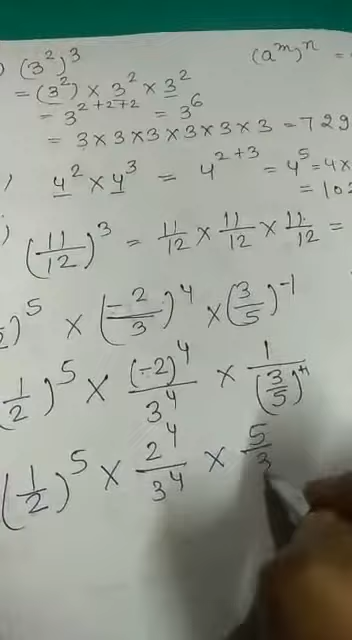 ) (3²)³ (aᵐ)ⁿ =
= (3²) × 3² × 3²
= 3²⁺²⁺² = 3⁶
= 3 × 3 × 3 × 3 × 3 × 3 = 729
) 4² × 4³ = 4²⁺³ = 4⁵ = 4×
= 102
) (11/12)³ = 11/12 × 11/12 × 11/12 =
)⁵ × (-2/3)⁴ × (3/5)⁻¹
(1/2)⁵ × (-2)⁴/3⁴ × 1/(3/5)⁺¹
(1/2)⁵ × 2⁴/3⁴ × 5/3